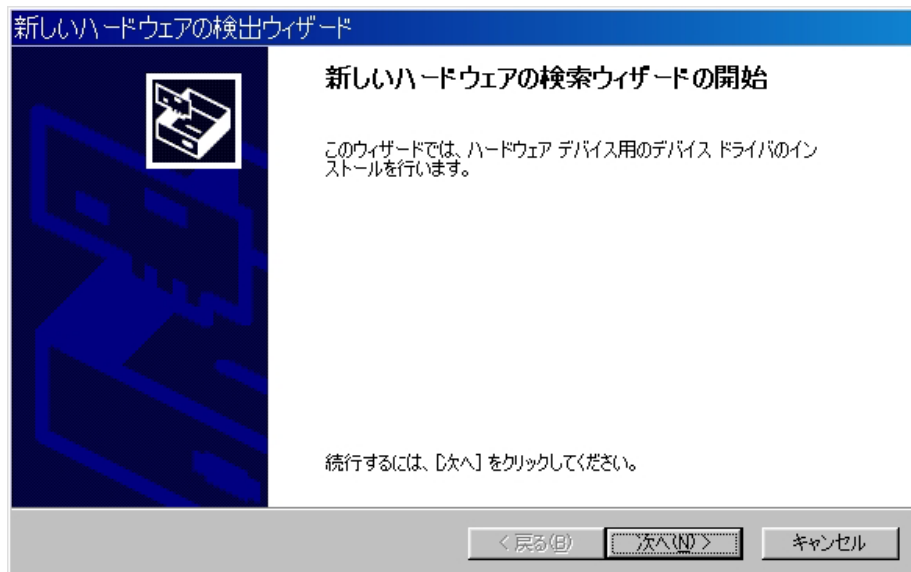 新しいハードウェアの検出ウィザード
新しいハードウェアの検索ウィザードの開始
このウィザードでは、ハードウェア デバイス用のデバイス ドライバのイン
ストールを行います。
続行するには、[次へ] をクリックしてください。
< 戻る(B)
次へ(N) >
キャンセル